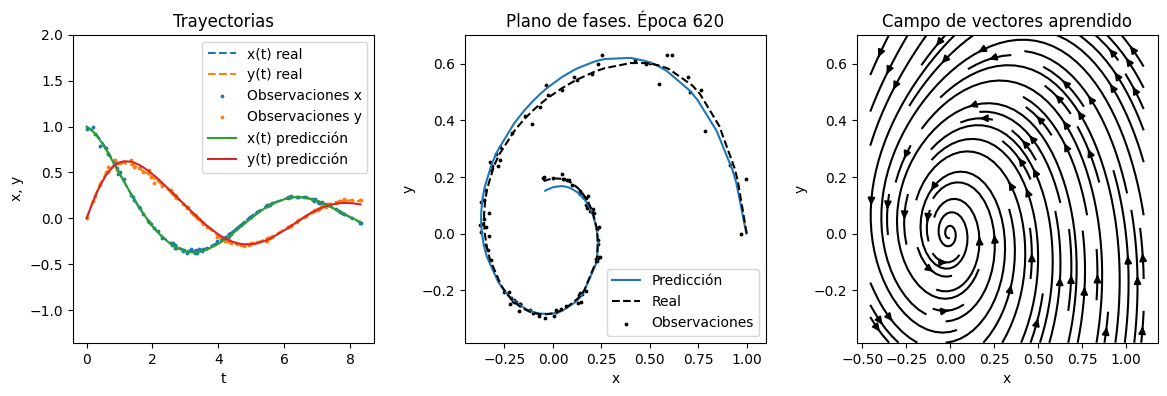 Trayectorias
2.0
1.5
1.0
0.5
0.0
−0.5
−1.0
x, y
0
2
4
6
8
t
x(t) real
y(t) real
Observaciones x
Observaciones y
x(t) predicción
y(t) predicción
Plano de fases. Época 620
0.6
0.4
0.2
0.0
−0.2
y
−0.25
0.00
0.25
0.50
0.75
1.00
x
Predicción
Real
Observaciones
Campo de vectores aprendido
0.6
0.4
0.2
0.0
−0.2
y
−0.50
−0.25
0.00
0.25
0.50
0.75
1.00
x